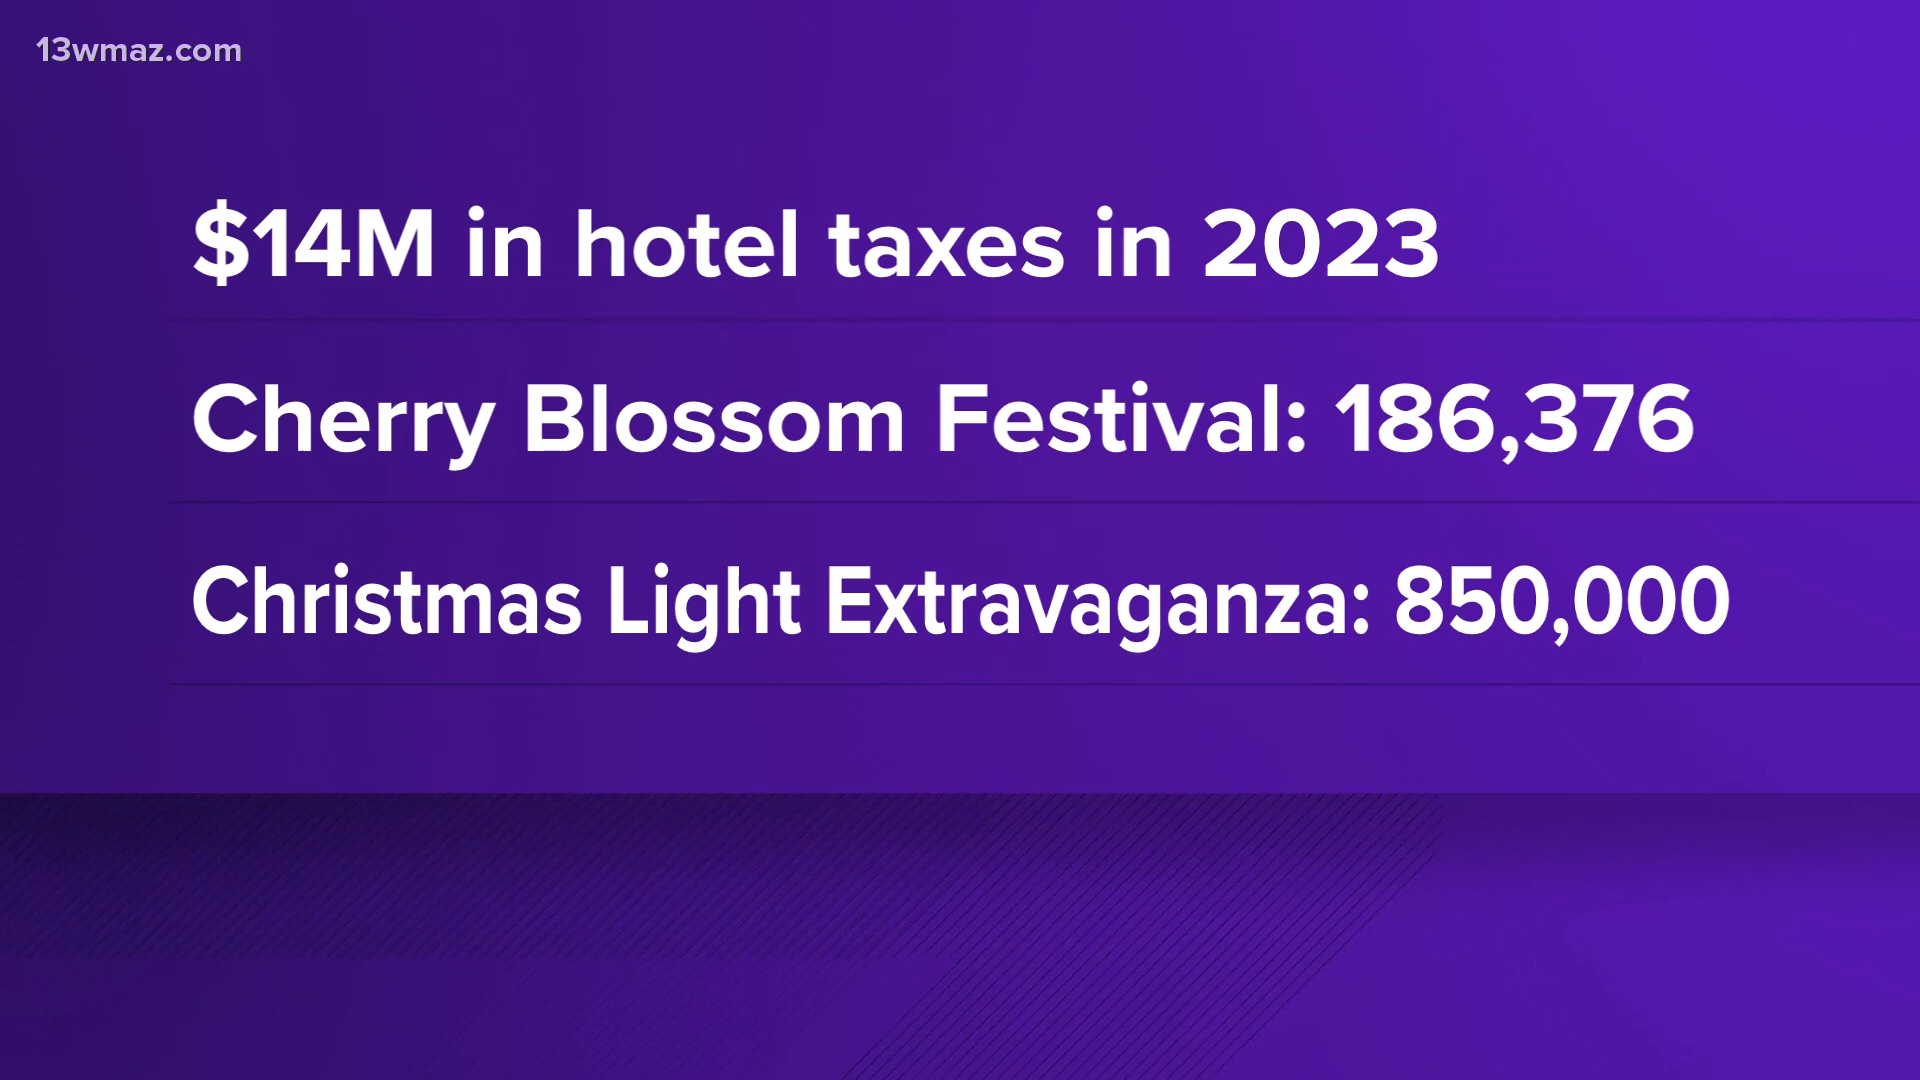 13wmaz.com
$14M in hotel taxes in 2023
Cherry Blossom Festival: 186,376
Christmas Light Extravaganza: 850,000